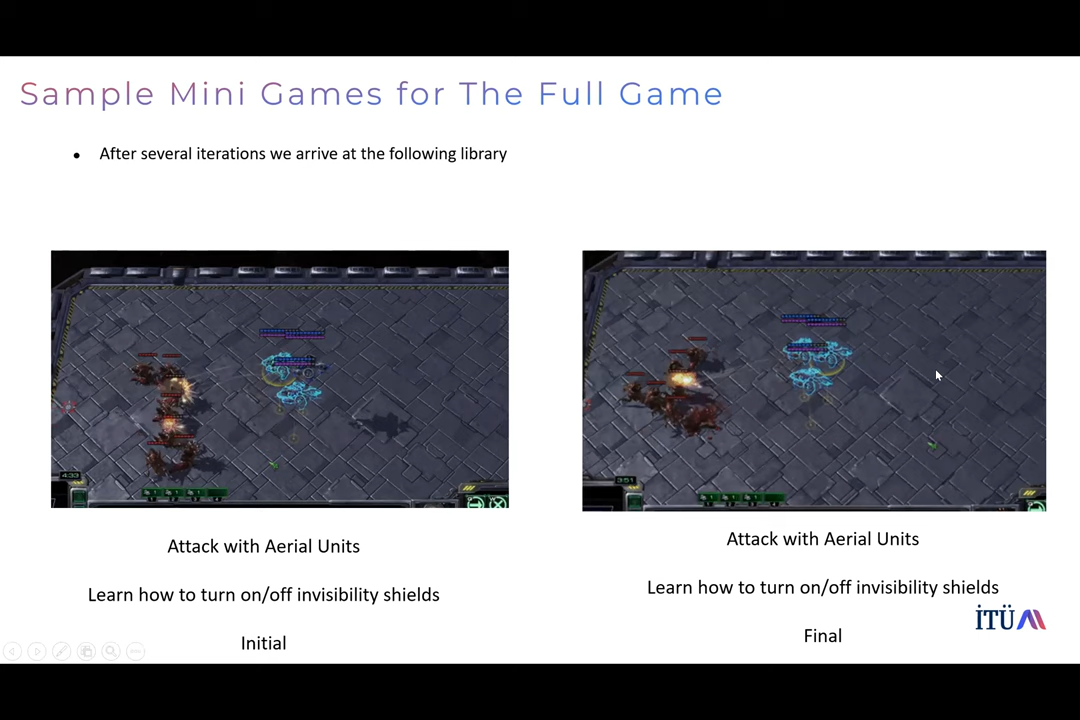 Sample Mini Games for The Full Game
• After several iterations we arrive at the following library
Attack with Aerial Units
Learn how to turn on/off invisibility shields
Initial
Attack with Aerial Units
Learn how to turn on/off invisibility shields
Final
İTÜ